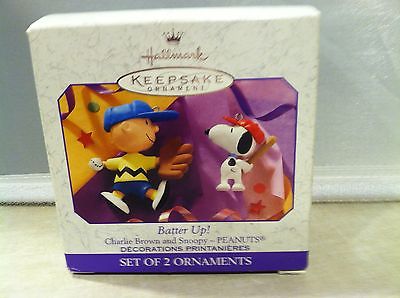 Hallmark
KEEPSAKE
ORNAMENT
Batter Up!
Charlie Brown and Snoopy – PEANUTS®
DÉCORATIONS PRINTANIÈRES
SET OF 2 ORNAMENTS